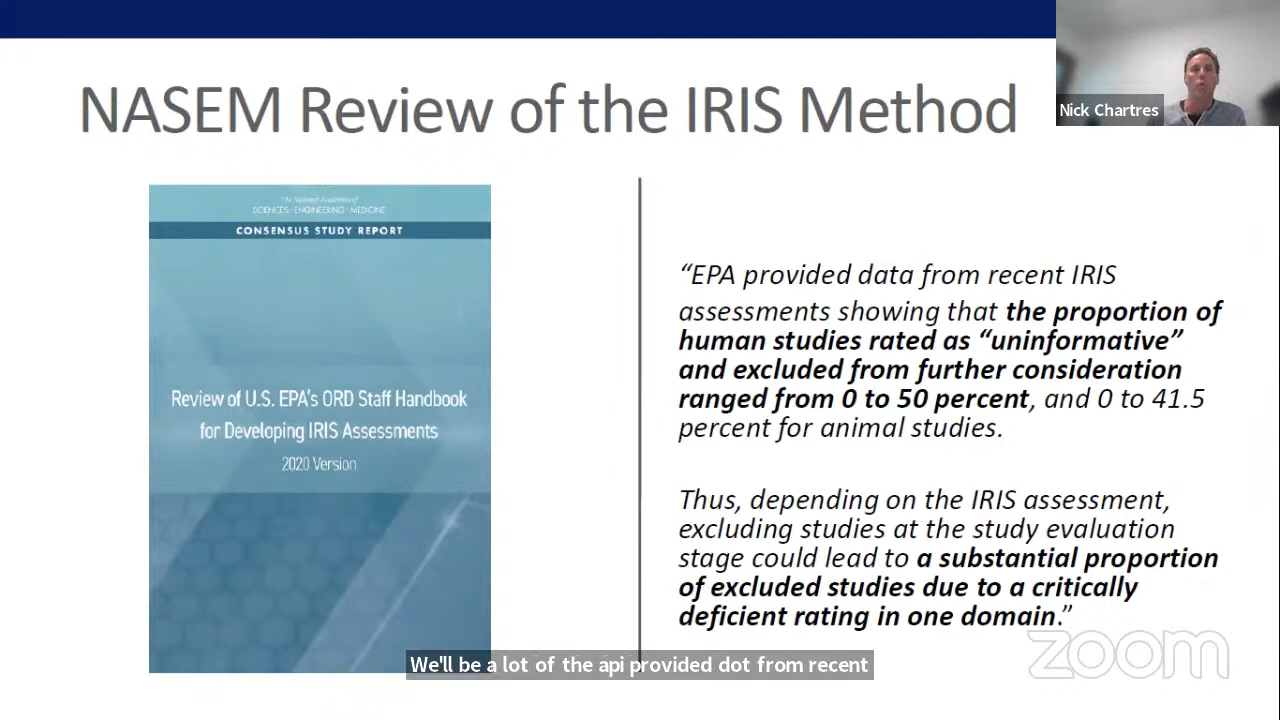 NASEM Review of the IRIS Method
Nick Chartres
The National Academies of
SCIENCES · ENGINEERING · MEDICINE
CONSENSUS STUDY REPORT
Review of U.S. EPA's ORD Staff Handbook
for Developing IRIS Assessments
2020 Version
“EPA provided data from recent IRIS
assessments showing that the proportion of
human studies rated as “uninformative”
and excluded from further consideration
ranged from 0 to 50 percent, and 0 to 41.5
percent for animal studies.
Thus, depending on the IRIS assessment,
excluding studies at the study evaluation
stage could lead to a substantial proportion
of excluded studies due to a critically
deficient rating in one domain.”
zoom
We'll be a lot of the api provided dot from recent